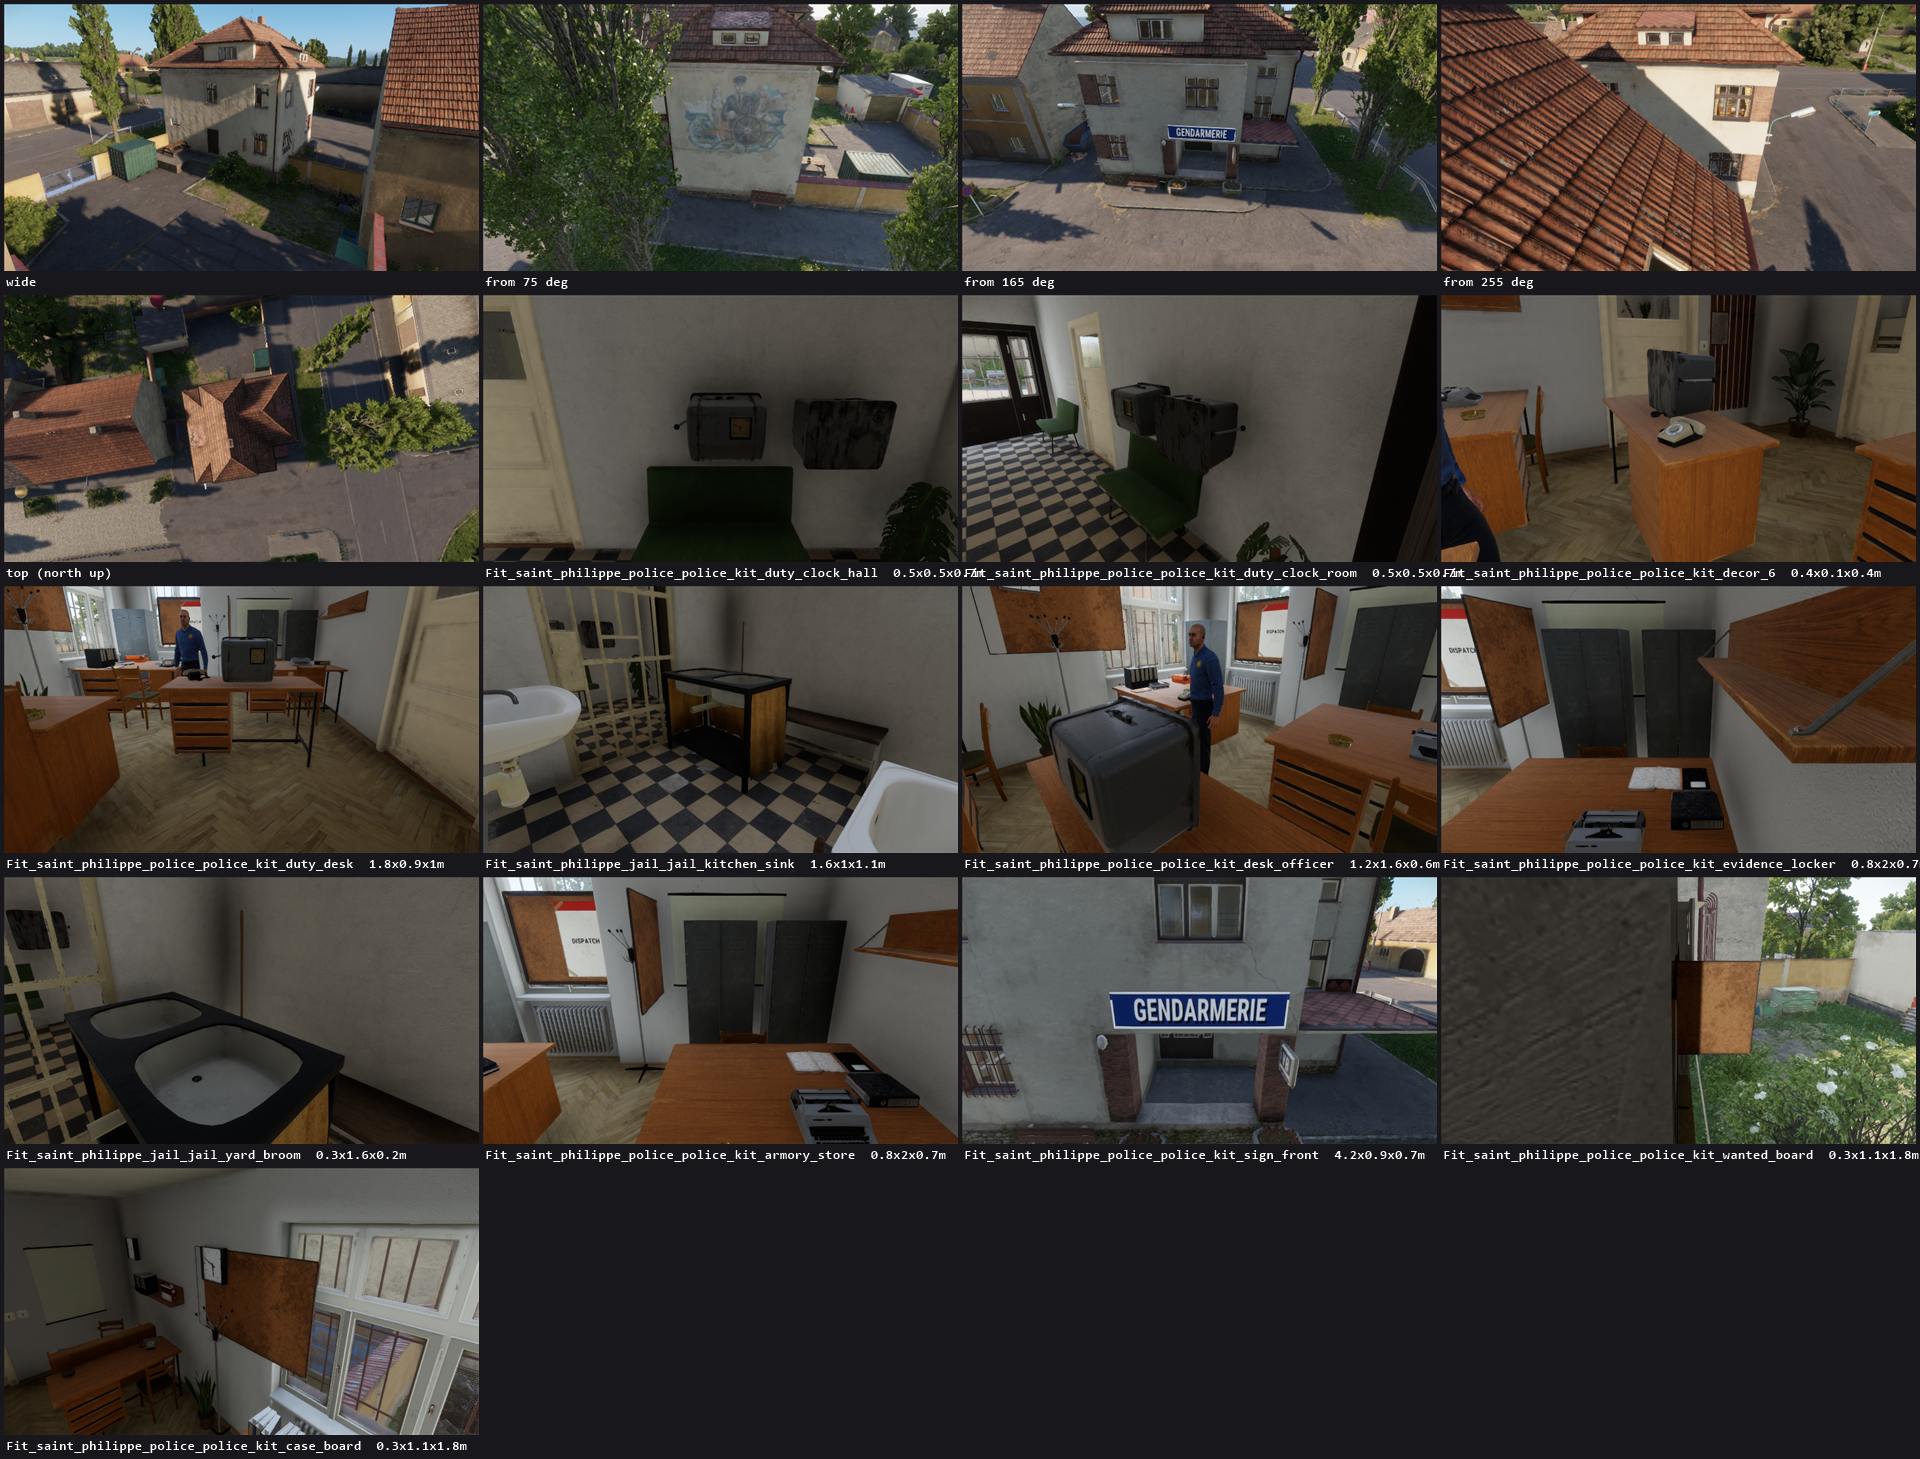 GENDARMERIE
wide
from 75 deg
from 165 deg
from 255 deg
top (north up)
Fit_saint_philippe_police_police_kit_duty_clock_hall 0.5x0.5x0.7m
Fit_saint_philippe_police_police_kit_duty_clock_room 0.5x0.5x0.7m
Fit_saint_philippe_police_police_kit_decor_6 0.4x0.1x0.4m
DISPATCH
DISPATCH
Fit_saint_philippe_police_police_kit_duty_desk 1.8x0.9x1m
Fit_saint_philippe_jail_jail_kitchen_sink 1.6x1x1.1m
Fit_saint_philippe_police_police_kit_desk_officer 1.2x1.6x0.6m
Fit_saint_philippe_police_police_kit_evidence_locker 0.8x2x0.7
DISPATCH
GENDARMERIE
Fit_saint_philippe_jail_jail_yard_broom 0.3x1.6x0.2m
Fit_saint_philippe_police_police_kit_armory_store 0.8x2x0.7m
Fit_saint_philippe_police_police_kit_sign_front 4.2x0.9x0.7m
Fit_saint_philippe_police_police_kit_wanted_board 0.3x1.1x1.8m
Fit_saint_philippe_police_police_kit_case_board 0.3x1.1x1.8m